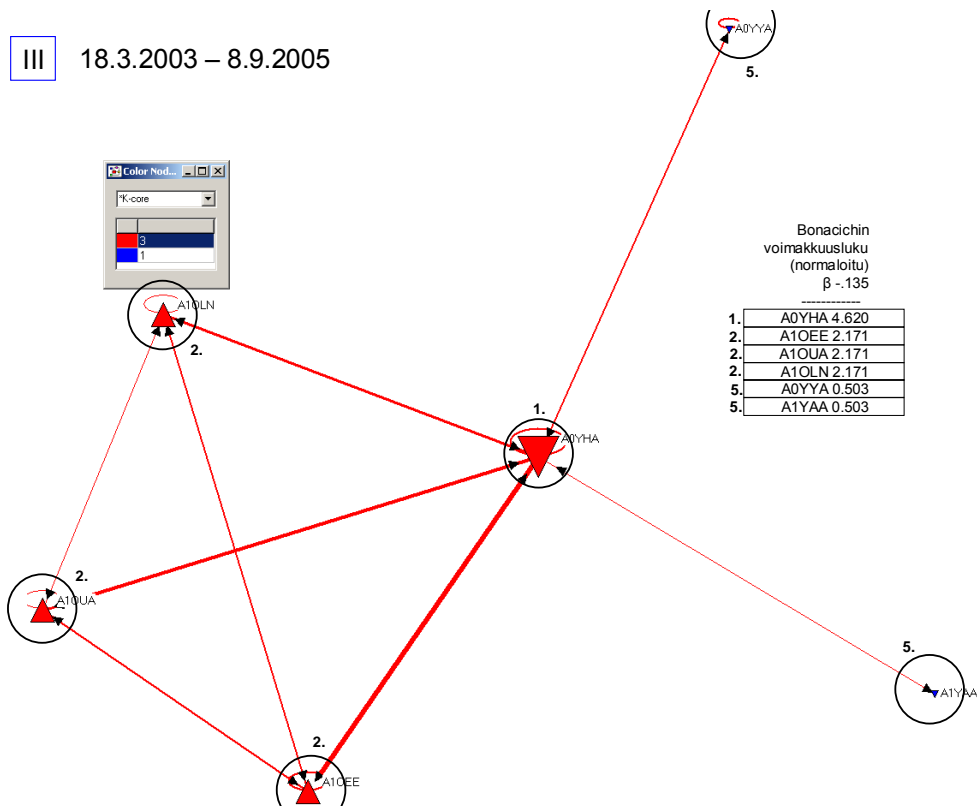 III 18.3.2003 – 8.9.2005
A0YYA
5.
Color Nod...
*K-core
3
1
Bonacichin
voimakkuusluku
(normaloitu)
β -.135
------------
1. A0YHA 4.620
2. A1OEE 2.171
2. A1OUA 2.171
2. A1OLN 2.171
5. A0YYA 0.503
5. A1YAA 0.503
A1OLN
2.
1.
A0YHA
2.
A1OUA
5.
A1YAA
2.
A1OEE